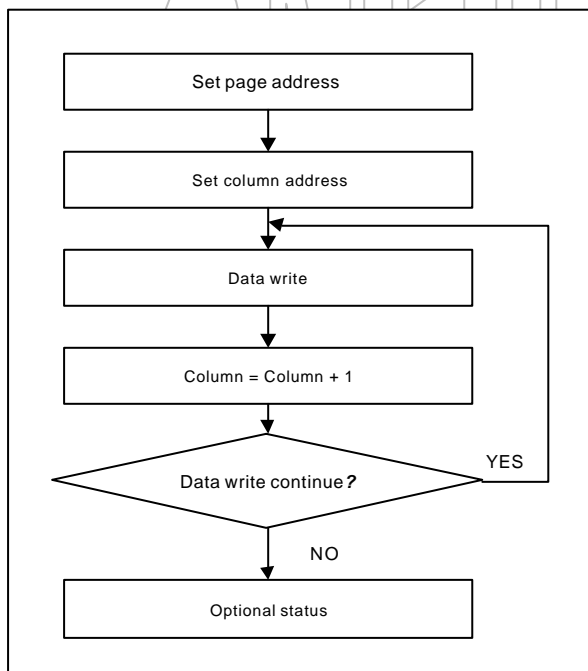 Set page address
Set column address
Data write
Column = Column + 1
Data write continue?
YES
NO
Optional status